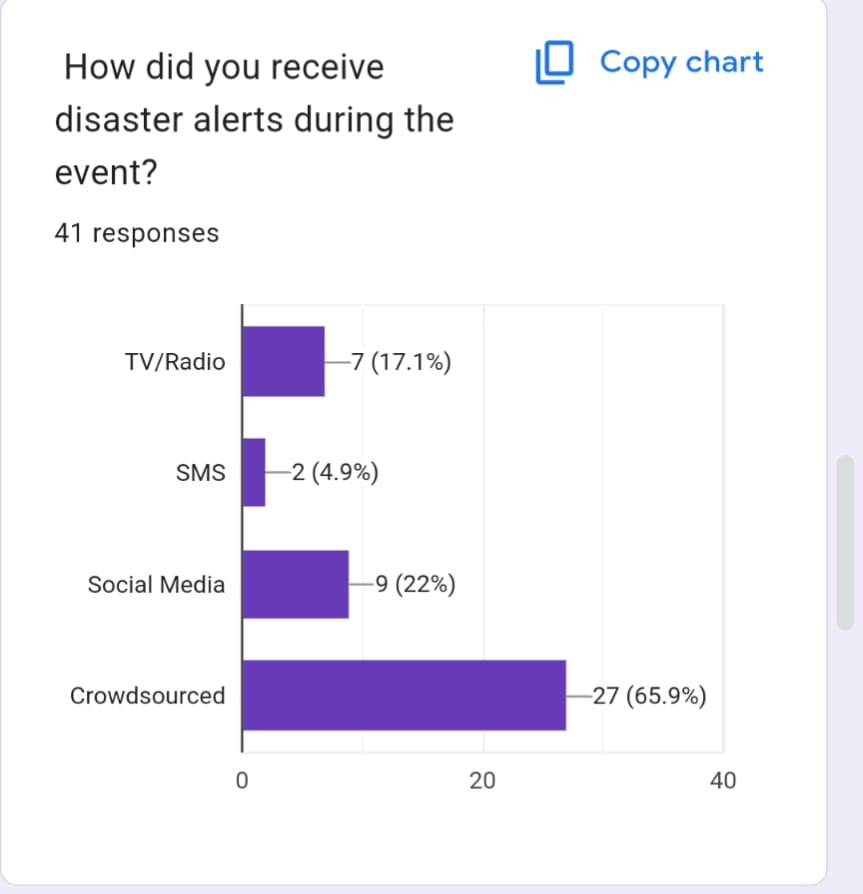 How did you receive
disaster alerts during the
event?
Copy chart
41 responses
TV/Radio 7 (17.1%)
SMS 2 (4.9%)
Social Media 9 (22%)
Crowdsourced 27 (65.9%)
0 20 40